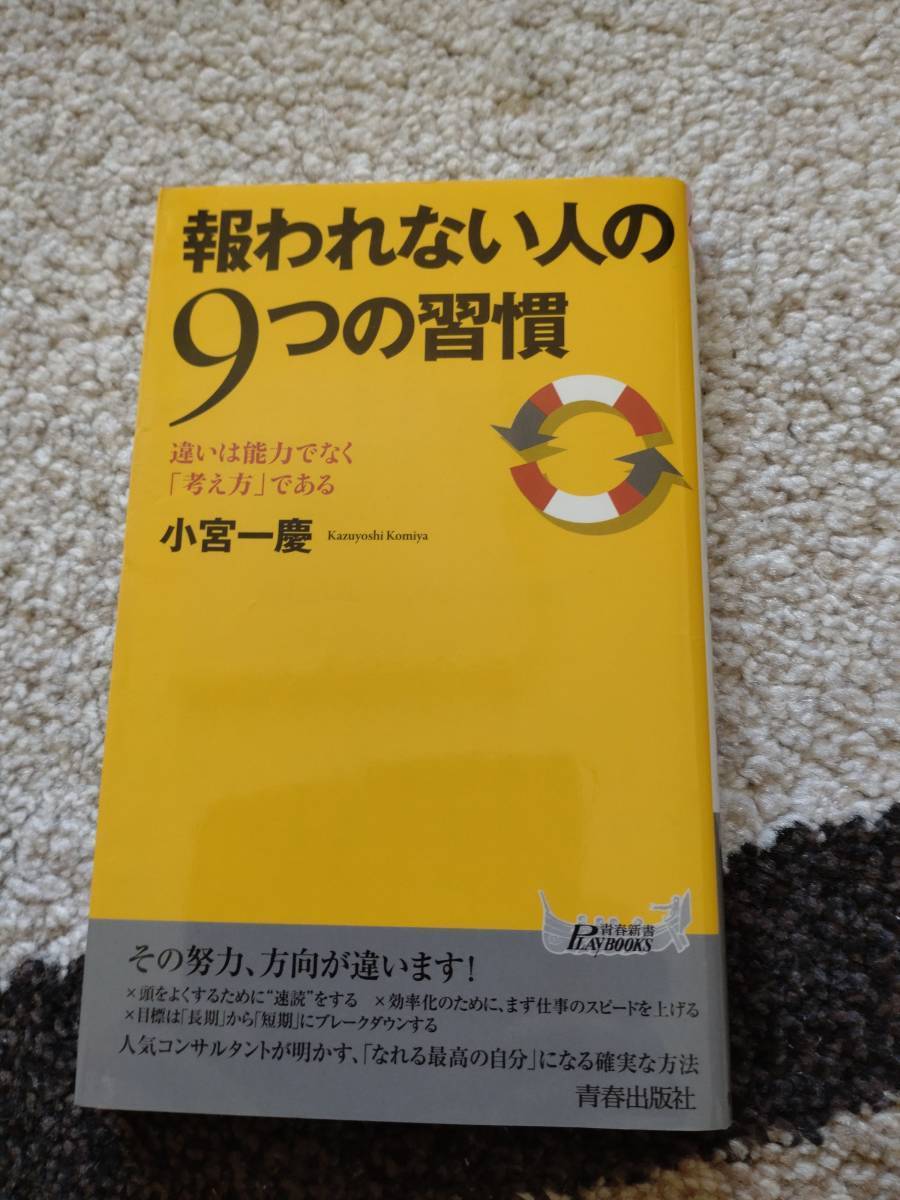 報われない人の
9つの習慣
違いは能力でなく
「考え方」である
小宮一慶 Kazuyoshi Komiya
青春新書
PLAYBOOKS
その努力、方向が違います!
×頭をよくするために“速読”をする ×効率化のために、まず仕事のスピードを上げる
×目標は「長期」から「短期」にブレークダウンする
人気コンサルタントが明かす、「なれる最高の自分」になる確実な方法
青春出版社